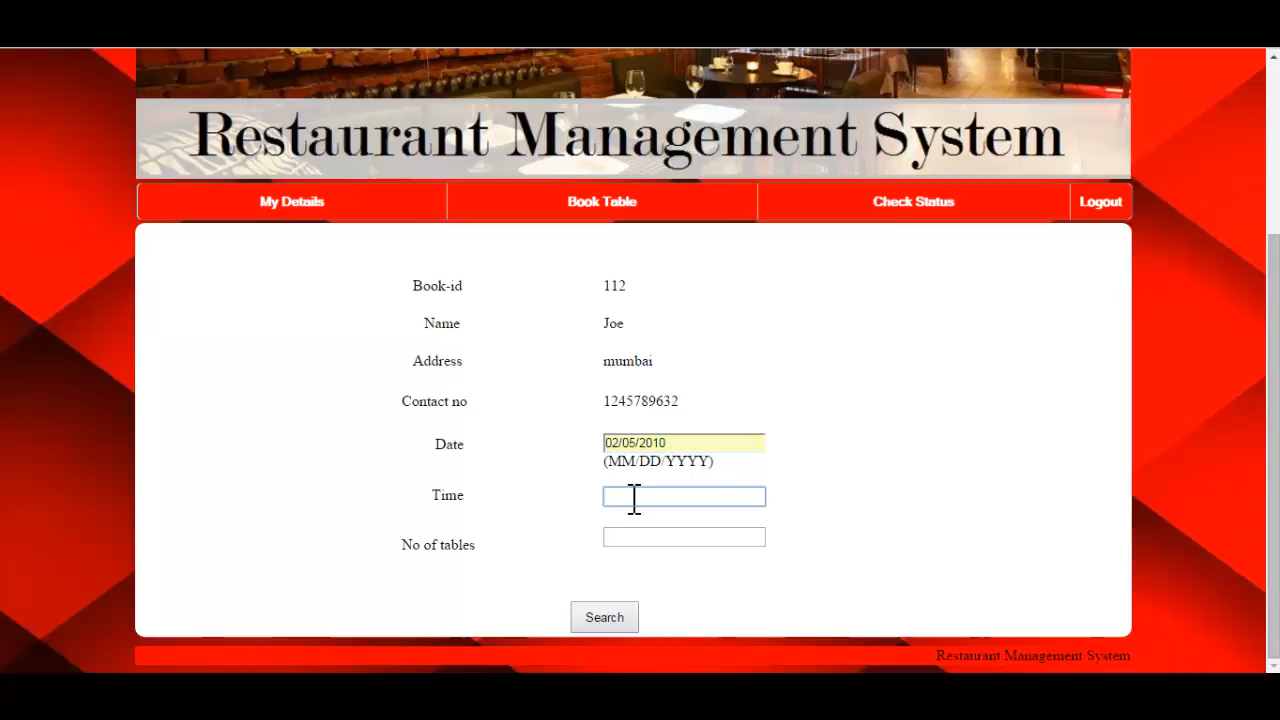 Restaurant Management System
My Details Book Table Check Status Logout
Book-id 112
Name Joe
Address mumbai
Contact no 1245789632
Date 02/05/2010
(MM/DD/YYYY)
Time
No of tables
Search
Restaurant Management System